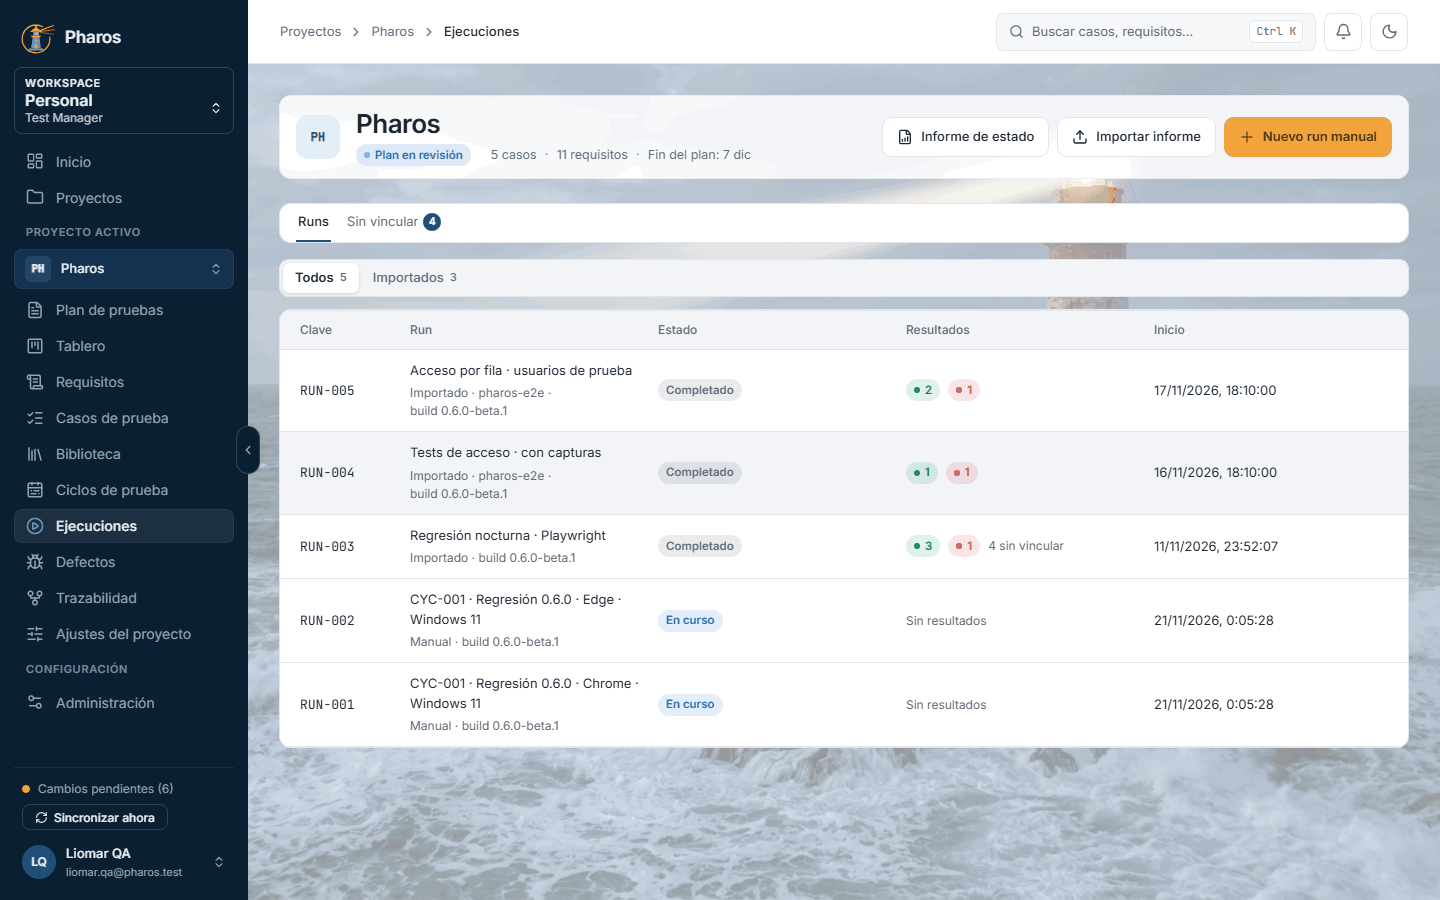 Pharos
WORKSPACE
Personal
Test Manager
Inicio
Proyectos
PROYECTO ACTIVO
PH Pharos
Plan de pruebas
Tablero
Requisitos
Casos de prueba
Biblioteca
Ciclos de prueba
Ejecuciones
Defectos
Trazabilidad
Ajustes del proyecto
CONFIGURACIÓN
Administración
Cambios pendientes (6)
Sincronizar ahora
LQ
Liomar QA
liomar.qa@pharos.test
Proyectos > Pharos > Ejecuciones
Buscar casos, requisitos... Ctrl K
PH
Pharos
Plan en revisión 5 casos · 11 requisitos · Fin del plan: 7 dic
Informe de estado
Importar informe
+ Nuevo run manual
Runs Sin vincular 4
Todos 5 Importados 3
Clave Run Estado Resultados Inicio
RUN-005
Acceso por fila · usuarios de prueba
Importado · pharos-e2e ·
build 0.6.0-beta.1
Completado
2 1
17/11/2026, 18:10:00
RUN-004
Tests de acceso · con capturas
Importado · pharos-e2e ·
build 0.6.0-beta.1
Completado
1 1
16/11/2026, 18:10:00
RUN-003
Regresión nocturna · Playwright
Importado · build 0.6.0-beta.1
Completado
3 1 4 sin vincular
11/11/2026, 23:52:07
RUN-002
CYC-001 · Regresión 0.6.0 · Edge ·
Windows 11
Manual · build 0.6.0-beta.1
En curso
Sin resultados
21/11/2026, 0:05:28
RUN-001
CYC-001 · Regresión 0.6.0 · Chrome ·
Windows 11
Manual · build 0.6.0-beta.1
En curso
Sin resultados
21/11/2026, 0:05:28